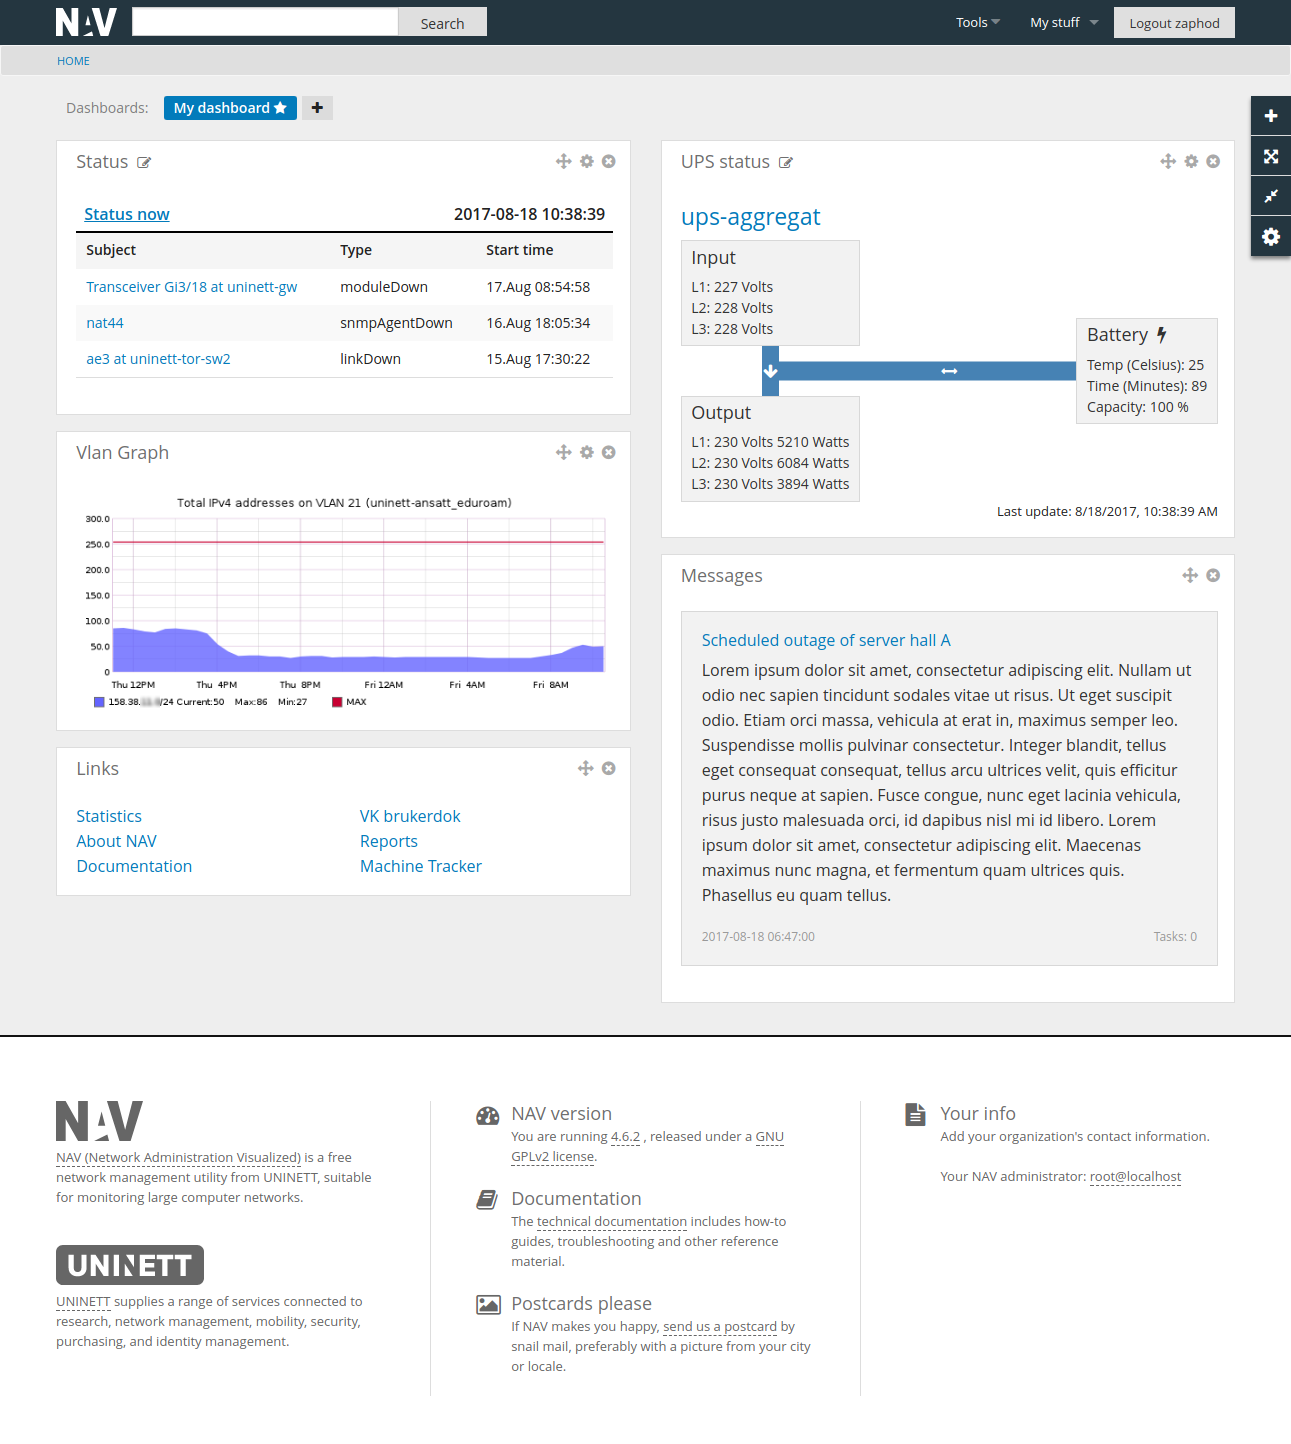 NAV
Search
Tools
My stuff
Logout zaphod
HOME
Dashboards:
My dashboard
Status
Status now 2017-08-18 10:38:39
Subject Type Start time
Transceiver Gi3/18 at uninett-gw moduleDown 17.Aug 08:54:58
nat44 snmpAgentDown 16.Aug 18:05:34
ae3 at uninett-tor-sw2 linkDown 15.Aug 17:30:22
Vlan Graph
Total IPv4 addresses on VLAN 21 (uninett-ansatt_eduroam)
300.0
250.0
200.0
150.0
100.0
50.0
0
Thu 12PM Thu 4PM Thu 8PM Fri 12AM Fri 4AM Fri 8AM
158.38. /24 Current:50 Max:86 Min:27 MAX
Links
Statistics
About NAV
Documentation
VK brukerdok
Reports
Machine Tracker
UPS status
ups-aggregat
Input
L1: 227 Volts
L2: 228 Volts
L3: 228 Volts
Battery
Temp (Celsius): 25
Time (Minutes): 89
Capacity: 100 %
Output
L1: 230 Volts 5210 Watts
L2: 230 Volts 6084 Watts
L3: 230 Volts 3894 Watts
Last update: 8/18/2017, 10:38:39 AM
Messages
Scheduled outage of server hall A
Lorem ipsum dolor sit amet, consectetur adipiscing elit. Nullam ut
odio nec sapien tincidunt sodales vitae ut risus. Ut eget suscipit
odio. Etiam orci massa, vehicula at erat in, maximus semper leo.
Suspendisse mollis pulvinar consectetur. Integer blandit, tellus
eget consequat consequat, tellus arcu ultrices velit, quis efficitur
purus neque at sapien. Fusce congue, nunc eget lacinia vehicula,
risus justo malesuada orci, id dapibus nisl mi id libero. Lorem
ipsum dolor sit amet, consectetur adipiscing elit. Maecenas
maximus nunc magna, et fermentum quam ultrices quis.
Phasellus eu quam tellus.
2017-08-18 06:47:00 Tasks: 0
NAV
NAV (Network Administration Visualized) is a free
network management utility from UNINETT, suitable
for monitoring large computer networks.
UNINETT
UNINETT supplies a range of services connected to
research, network management, mobility, security,
purchasing, and identity management.
NAV version
You are running 4.6.2 , released under a GNU
GPLv2 license.
Documentation
The technical documentation includes how-to
guides, troubleshooting and other reference
material.
Postcards please
If NAV makes you happy, send us a postcard by
snail mail, preferably with a picture from your city
or locale.
Your info
Add your organization's contact information.
Your NAV administrator: root@localhost